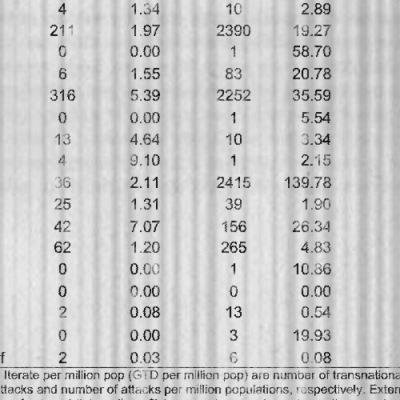 4 1.34 10 2.89
211 1.97 2390 19.27
0 0.00 1 58.70
6 1.55 83 20.78
316 5.39 2252 35.59
0 0.00 1 5.54
13 4.64 10 3.34
4 9.10 1 2.15
36 2.11 2415 139.78
25 1.31 39 1.90
42 7.07 156 26.34
62 1.20 265 4.83
0 0.00 1 10.86
0 0.00 0 0.00
2 0.08 13 0.54
0 0.00 3 19.93
f 2 0.03 6 0.08
Iterate per million pop (GTD per million pop) are number of transnationa
ttacks and number of attacks per million populations, respectively. Extern